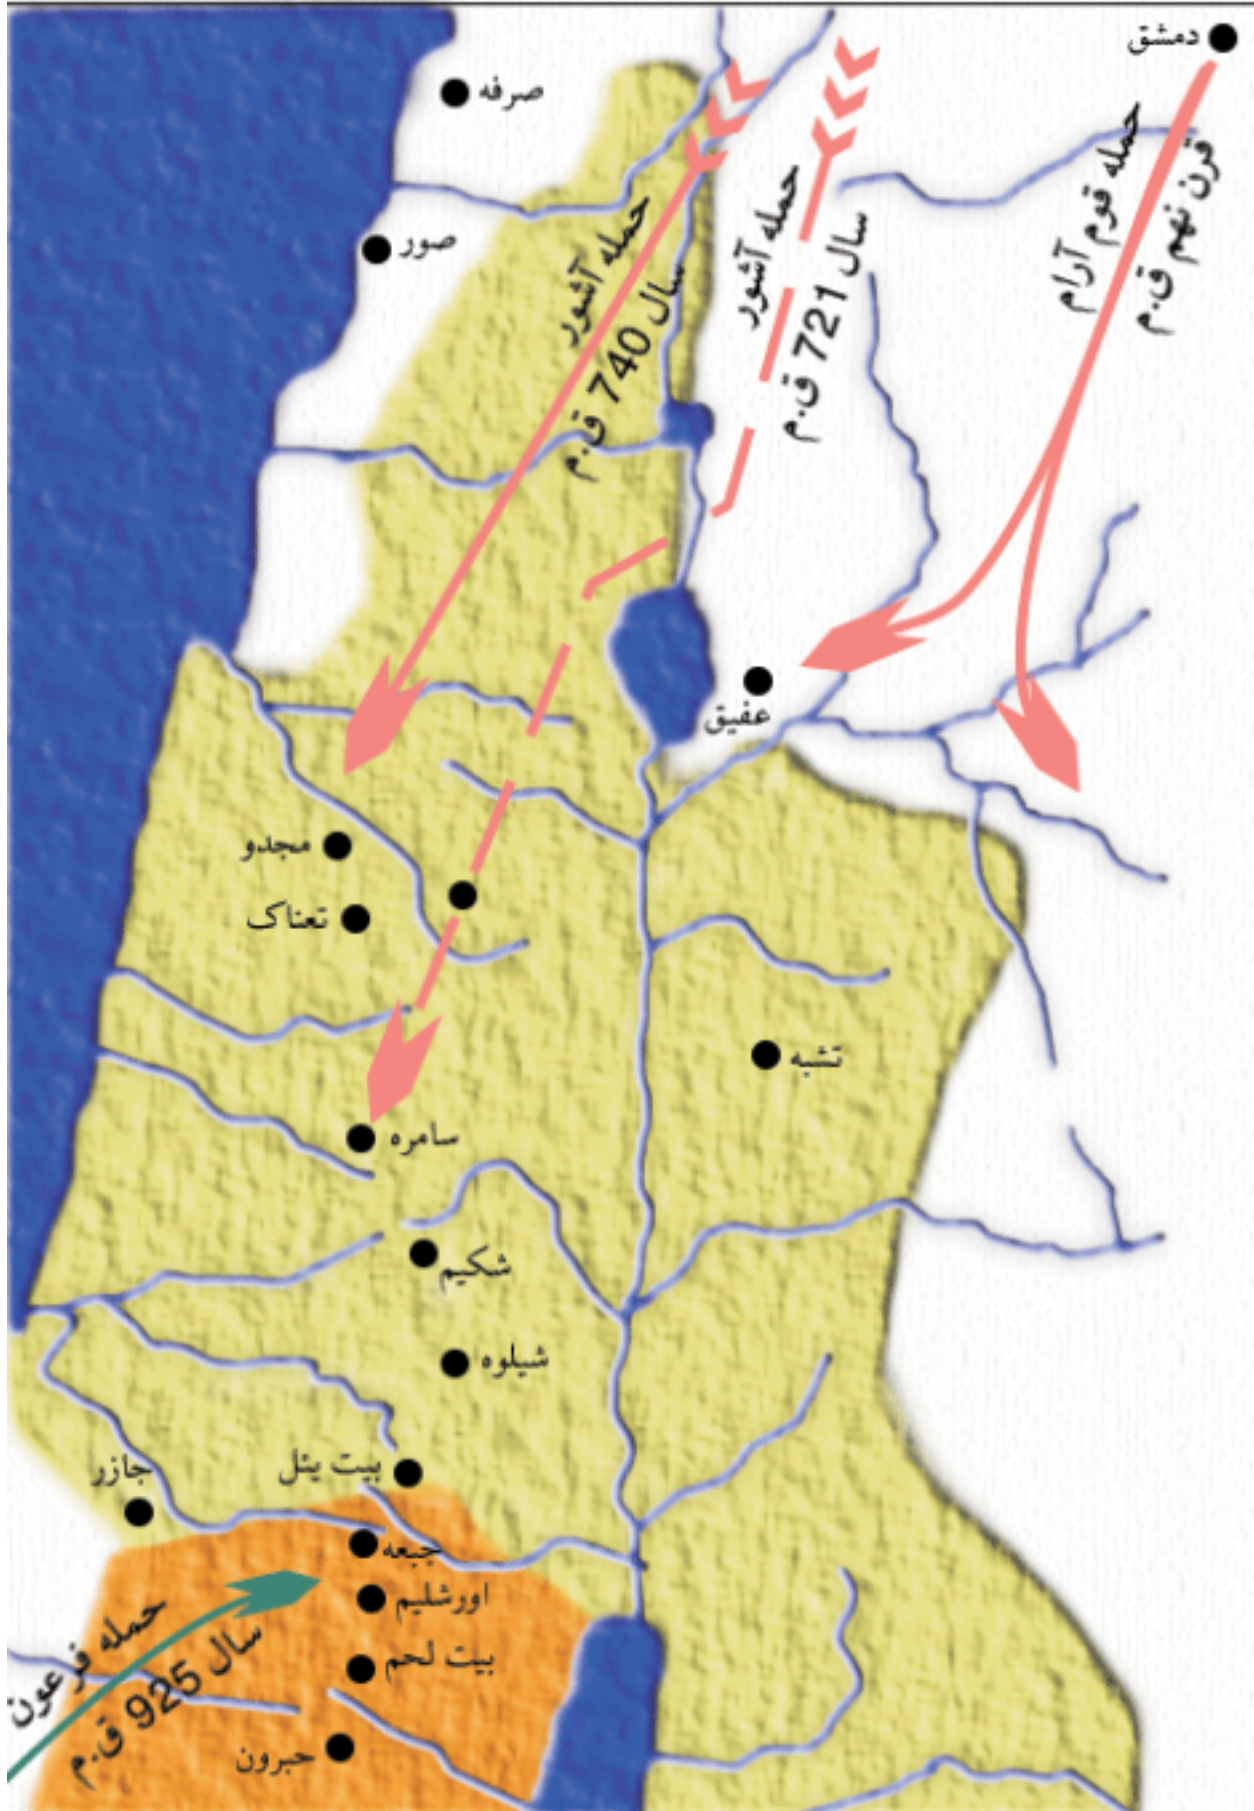 دمشق
صرفه
صور
حمله آشور
سال 740 ق.م
حمله آشور
سال 721 ق.م
حمله قوم آرام
قرن نهم ق.م
عفیق
مجدو
تعناک
تشبه
سامره
شکیم
شیلوه
بیت یئل
جازر
جبعه
اورشلیم
بیت لحم
حبرون
حمله فرعون
سال 925 ق.م